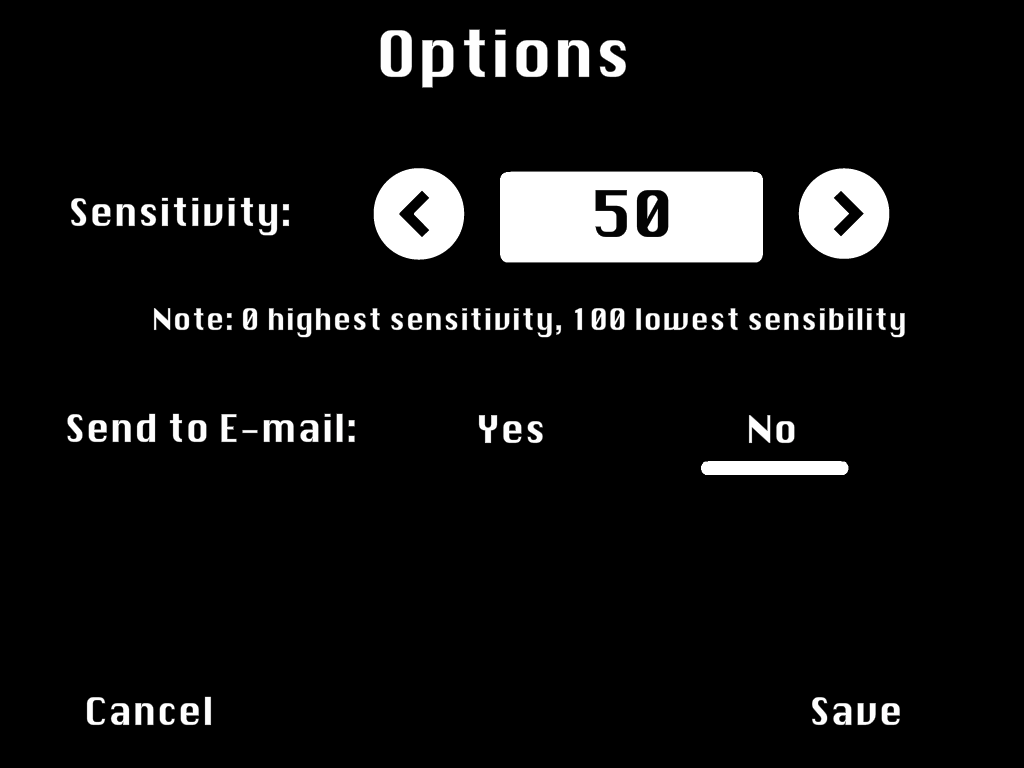 Options
Sensitivity: 50
Note: 0 highest sensitivity, 100 lowest sensibility
Send to E-mail: Yes No
Cancel Save